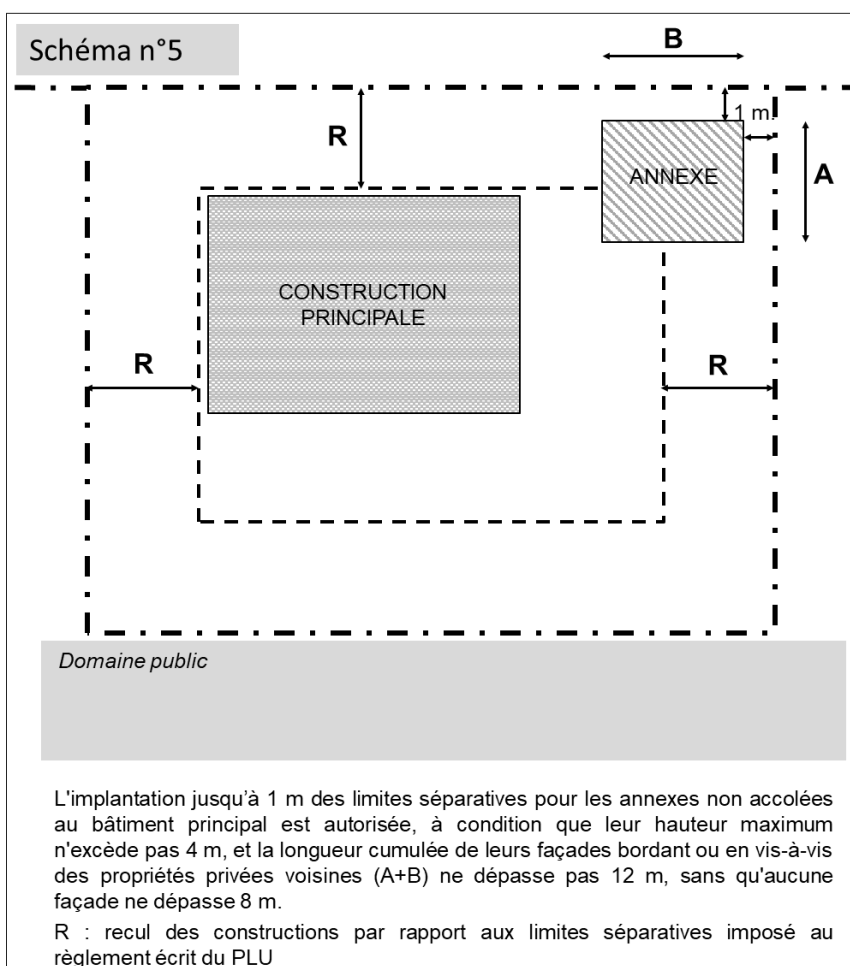 Schéma n°5
B
1 m.
R
ANNEXE
A
CONSTRUCTION
PRINCIPALE
R
R
Domaine public
L'implantation jusqu'à 1 m des limites séparatives pour les annexes non accolées
au bâtiment principal est autorisée, à condition que leur hauteur maximum
n'excède pas 4 m, et la longueur cumulée de leurs façades bordant ou en vis-à-vis
des propriétés privées voisines (A+B) ne dépasse pas 12 m, sans qu'aucune
façade ne dépasse 8 m.
R : recul des constructions par rapport aux limites séparatives imposé au
règlement écrit du PLU